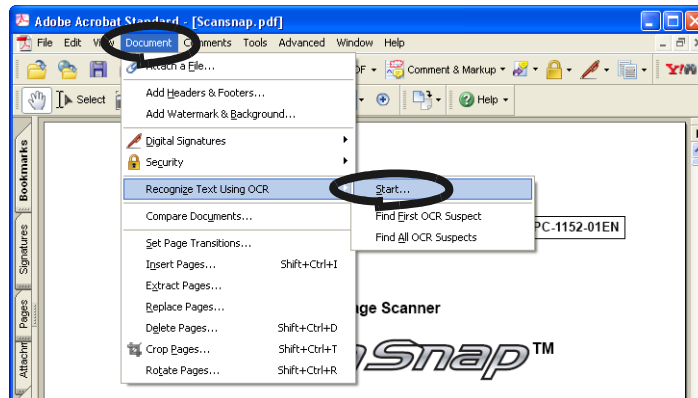 Adobe Acrobat Standard - [Scansnap.pdf]
File Edit View Document Comments Tools Advanced Window Help
Attach a File...
Comment & Markup
Y!
Select
Help
Add Headers & Footers...
Add Watermark & Background...
Digital Signatures
Security
Recognize Text Using OCR
Start...
Compare Documents...
Find First OCR Suspect
PC-1152-01EN
Find All OCR Suspects
Set Page Transitions...
Insert Pages... Shift+Ctrl+I
Extract Pages...
Replace Pages...
ge Scanner
Delete Pages... Shift+Ctrl+D
Crop Pages... Shift+Ctrl+T
Snap™
Rotate Pages... Shift+Ctrl+R
Bookmarks
Signatures
Pages
Attachm